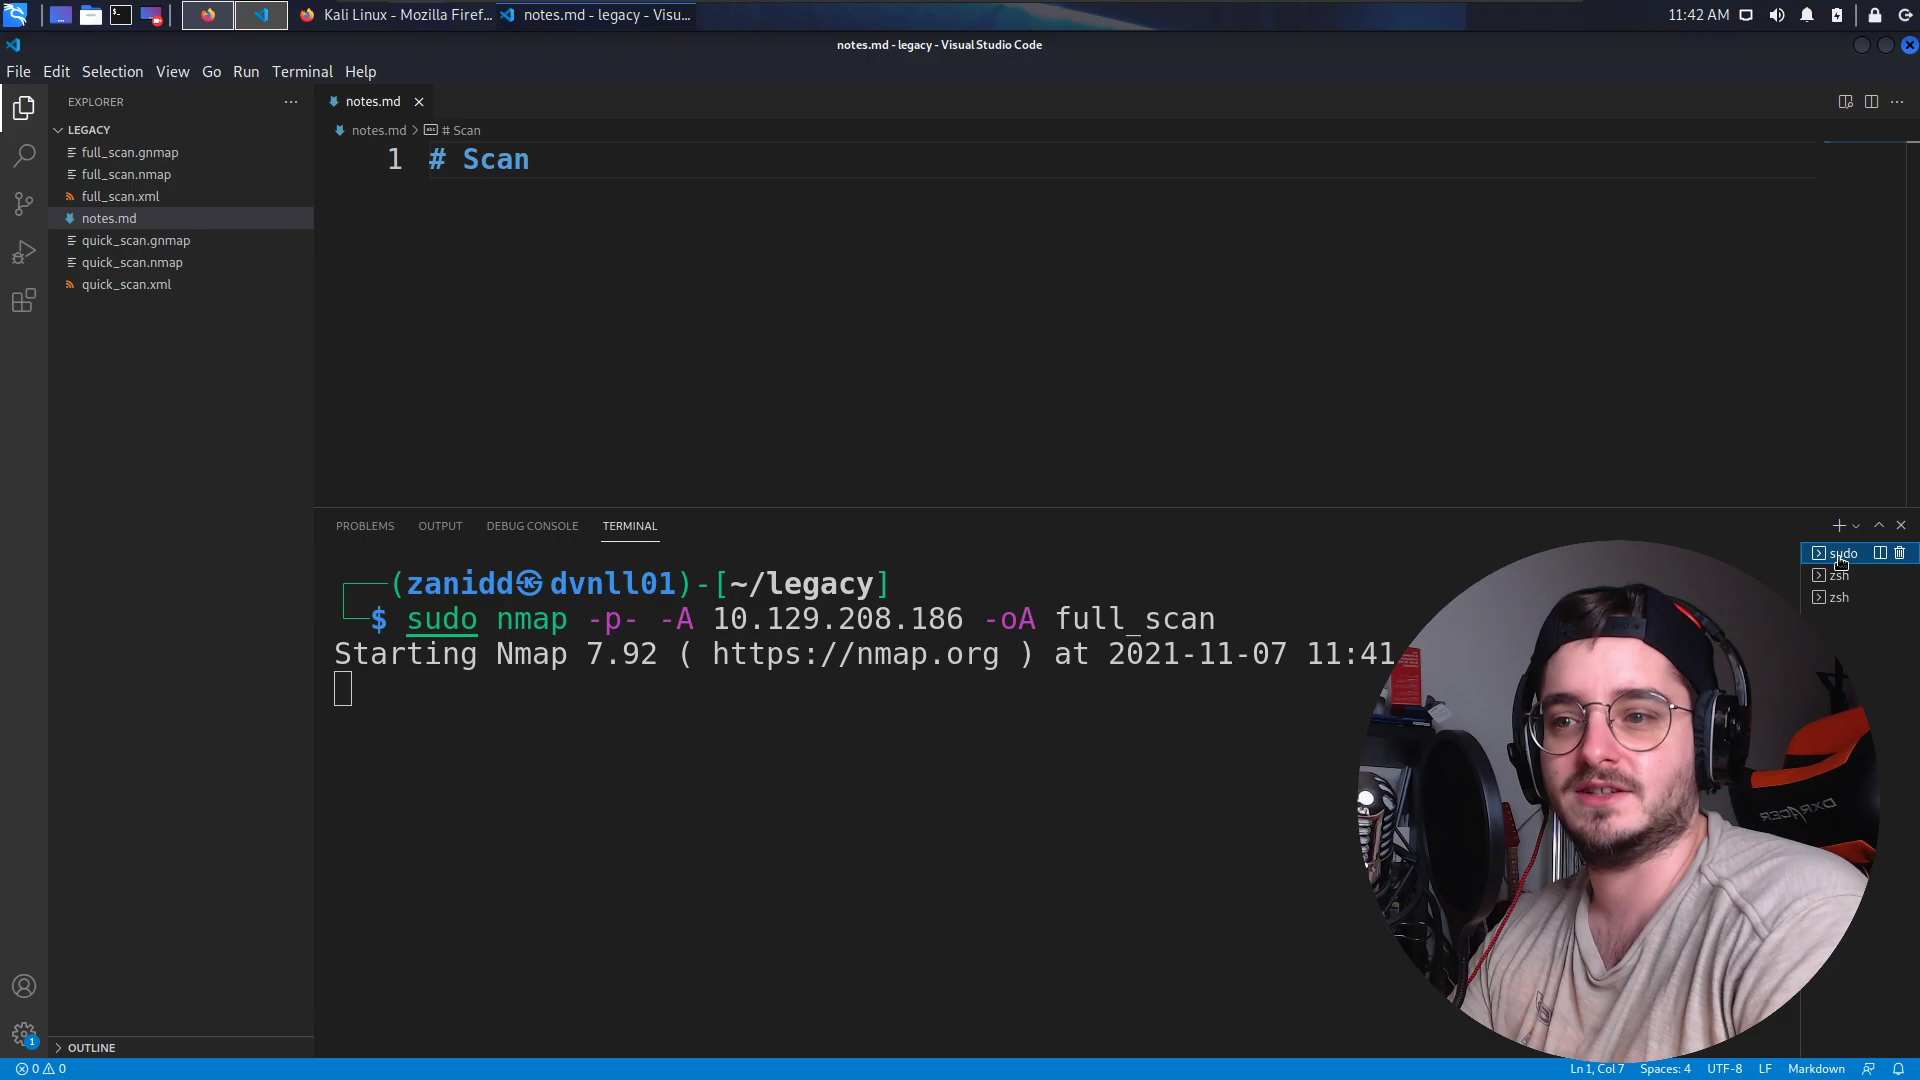 Kali Linux - Mozilla Firef...
notes.md - legacy - Visu...
11:42 AM
notes.md - legacy - Visual Studio Code
File Edit Selection View Go Run Terminal Help
EXPLORER
LEGACY
full_scan.gnmap
full_scan.nmap
full_scan.xml
notes.md
quick_scan.gnmap
quick_scan.nmap
quick_scan.xml
OUTLINE
notes.md
notes.md > # Scan
1 # Scan
PROBLEMS OUTPUT DEBUG CONSOLE TERMINAL
(zanidd㉿dvnll01)-[~/legacy]
$ sudo nmap -p- -A 10.129.208.186 -oA full_scan
Starting Nmap 7.92 ( https://nmap.org ) at 2021-11-07 11:41
sudo
zsh
zsh
DXRACER
1
0 0
Ln 1, Col 7 Spaces: 4 UTF-8 LF Markdown